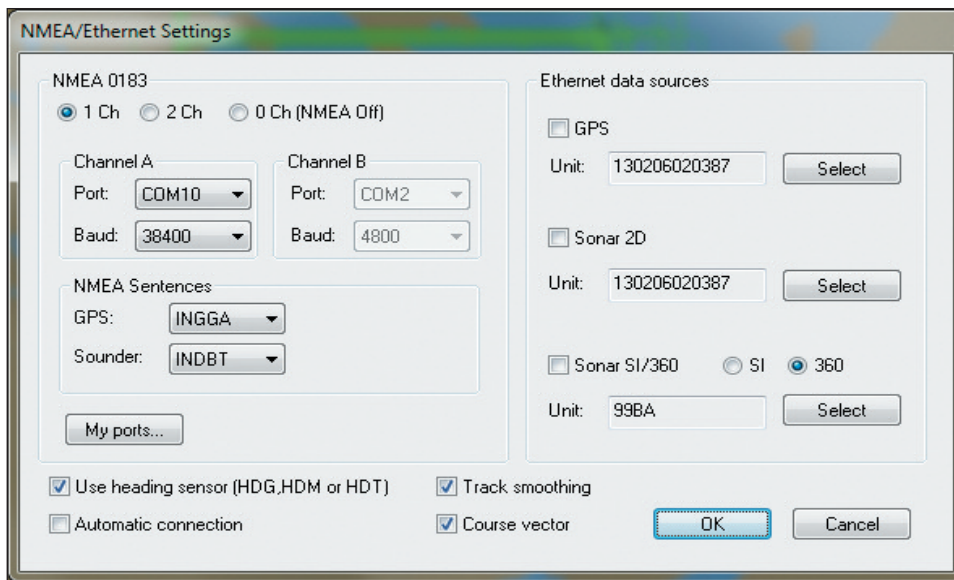 NMEA/Ethernet Settings
NMEA 0183
1 Ch 2 Ch 0 Ch (NMEA Off)
Channel A
Port: COM10
Baud: 38400
Channel B
Port: COM2
Baud: 4800
NMEA Sentences
GPS: INGGA
Sounder: INDBT
My ports...
Ethernet data sources
GPS
Unit: 130206020387 Select
Sonar 2D
Unit: 130206020387 Select
Sonar SI/360 SI 360
Unit: 99BA Select
Use heading sensor (HDG,HDM or HDT) Track smoothing
Automatic connection Course vector OK Cancel